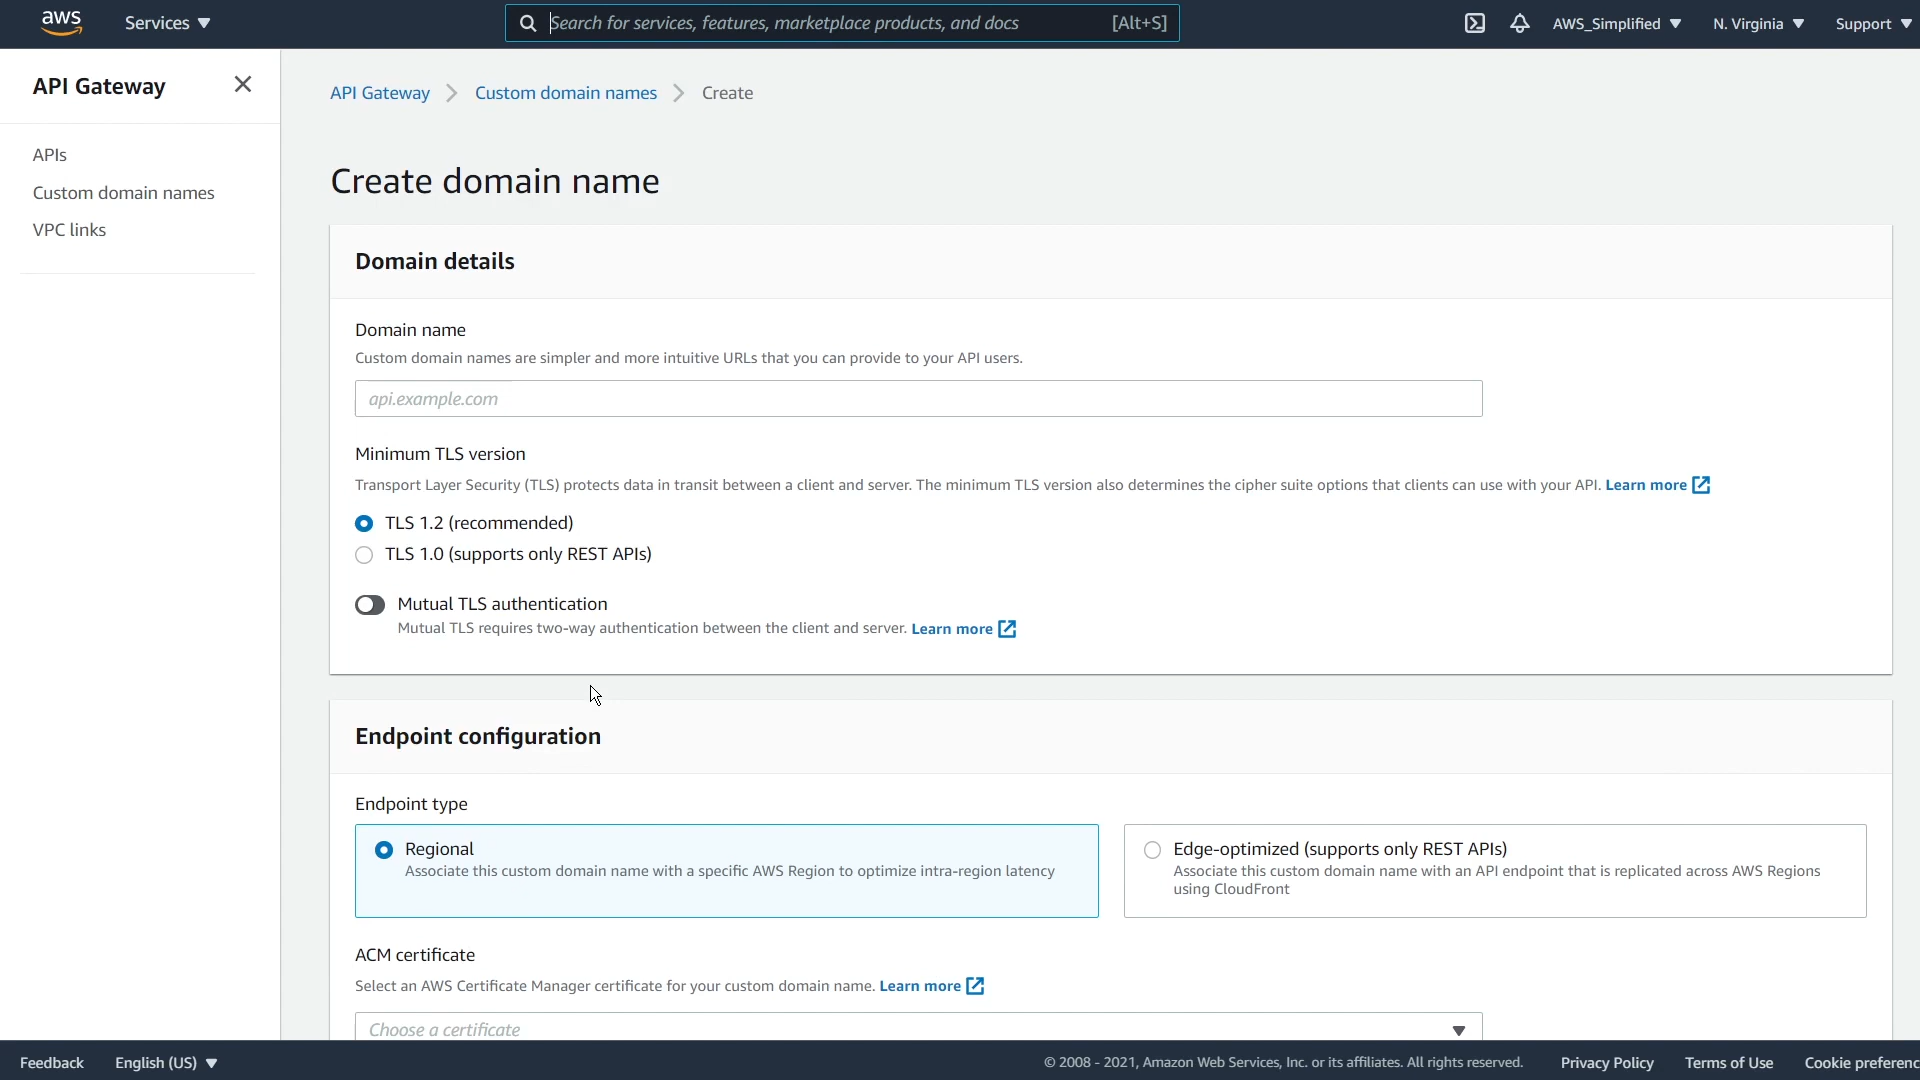 aws Services Search for services, features, marketplace products, and docs [Alt+S] AWS_Simplified N. Virginia Support
API Gateway
APIs
Custom domain names
VPC links
API Gateway Custom domain names Create
Create domain name
Domain details
Domain name
Custom domain names are simpler and more intuitive URLs that you can provide to your API users.
api.example.com
Minimum TLS version
Transport Layer Security (TLS) protects data in transit between a client and server. The minimum TLS version also determines the cipher suite options that clients can use with your API. Learn more
TLS 1.2 (recommended)
TLS 1.0 (supports only REST APIs)
Mutual TLS authentication
Mutual TLS requires two-way authentication between the client and server. Learn more
Endpoint configuration
Endpoint type
Regional
Associate this custom domain name with a specific AWS Region to optimize intra-region latency
Edge-optimized (supports only REST APIs)
Associate this custom domain name with an API endpoint that is replicated across AWS Regions
using CloudFront
ACM certificate
Select an AWS Certificate Manager certificate for your custom domain name. Learn more
Choose a certificate
Feedback English (US) © 2008 - 2021, Amazon Web Services, Inc. or its affiliates. All rights reserved. Privacy Policy Terms of Use Cookie preferenc